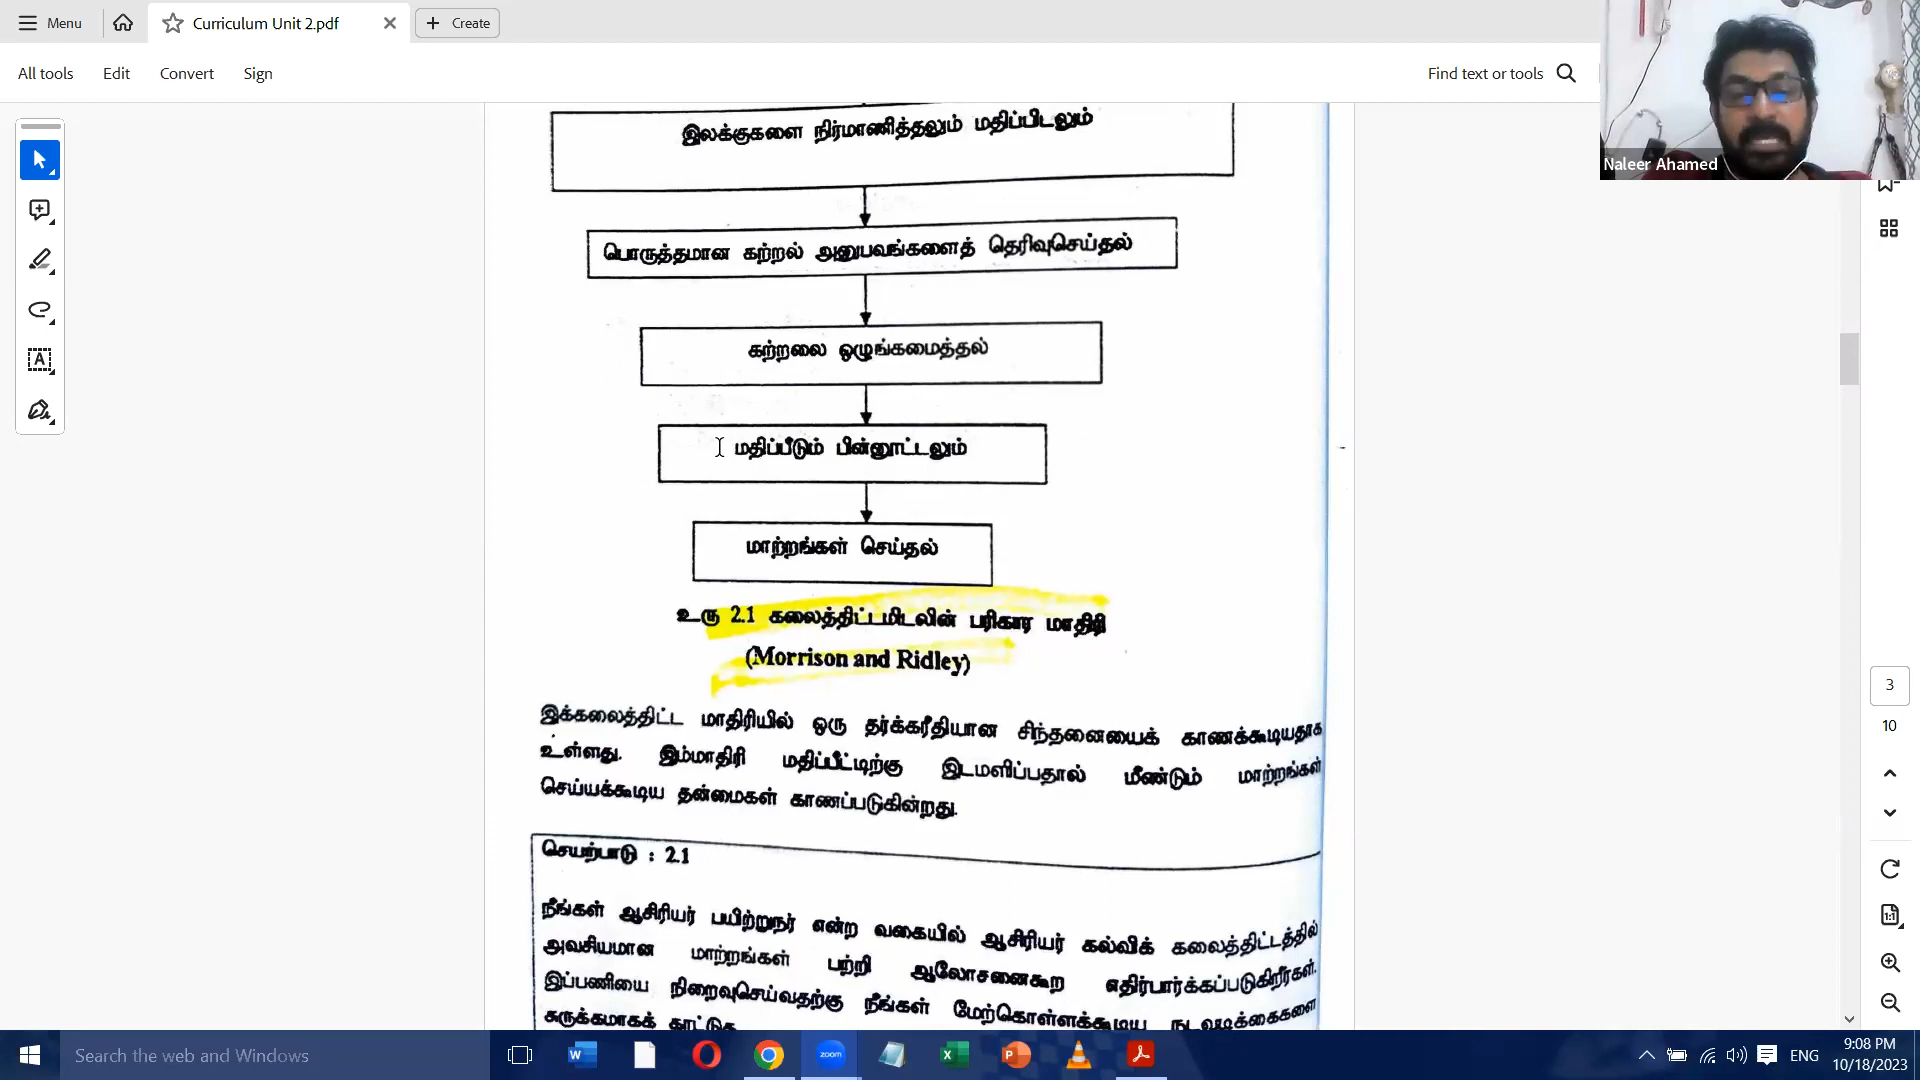 Menu
Curriculum Unit 2.pdf
Create
All tools
Edit
Convert
Sign
Find text or tools
Naleer Ahamed
இலக்குகளை நிர்மாணித்தலும் மதிப்பிடலும்
பொருத்தமான கற்றல் அனுபவங்களைத் தெரிவுசெய்தல்
கற்றலை ஒழுங்கமைத்தல்
மதிப்பீடும் பின்னூட்டலும்
மாற்றங்கள் செய்தல்
உரு 2.1 கலைத்திட்டமிடலின் பரிகார மாதிரி
(Morrison and Ridley)
இக்கலைத்திட்ட மாதிரியில் ஒரு தர்க்கரீதியான சிந்தனையைக் காணக்கூடியதாக
உள்ளது. இம்மாதிரி மதிப்பீட்டிற்கு இடமளிப்பதால் மீண்டும் மாற்றங்கள்
செய்யக்கூடிய தன்மைகள் காணப்படுகின்றது.
செயற்பாடு : 2.1
நீங்கள் ஆசிரியர் பயிற்றுநர் என்ற வகையில் ஆசிரியர் கல்விக் கலைத்திட்டத்தில்
அவசியமான மாற்றங்கள் பற்றி ஆலோசனைகூற எதிர்பார்க்கப்படுகிறீர்கள்.
இப்பணியை நிறைவுசெய்வதற்கு நீங்கள் மேற்கொள்ளக்கூடிய நடவடிக்கைகளை
சுருக்கமாகக் காட்டுக
3
10
Search the web and Windows
zoom
ENG
9:08 PM
10/18/2023